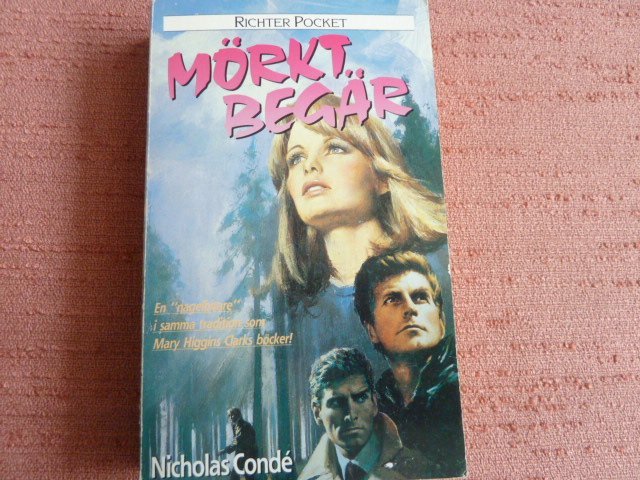 RICHTER POCKET
MÖRKT
BEGÄR
En "nagelbitare"
i samma tradition som
Mary Higgins Clarks böcker!
Nicholas Condé